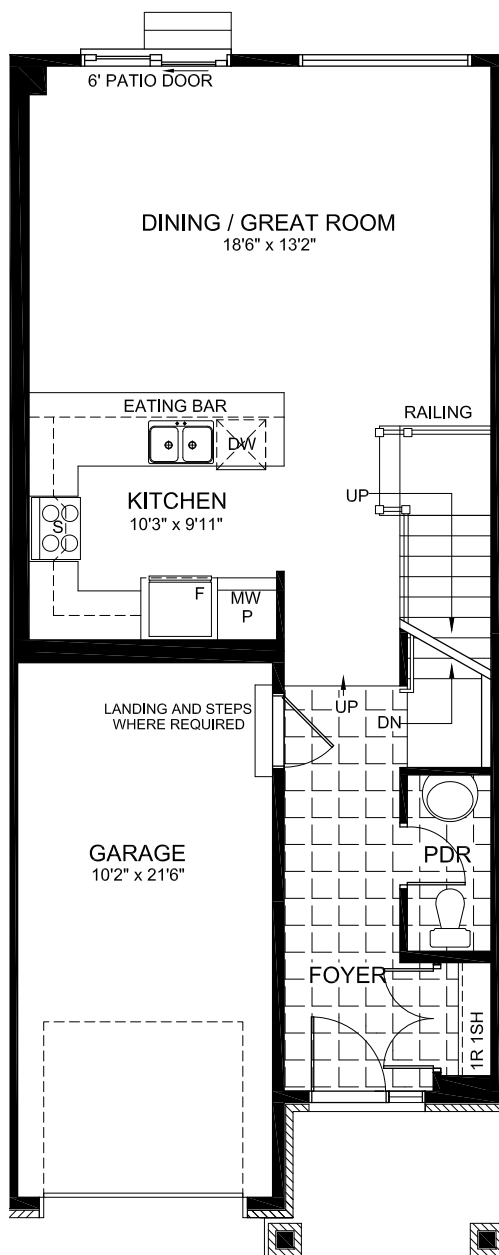 6' PATIO DOOR
DINING / GREAT ROOM
18'6" x 13'2"
EATING BAR
RAILING
DW
KITCHEN
10'3" x 9'11"
UP
S
F
MW
P
LANDING AND STEPS
WHERE REQUIRED
UP
DN
GARAGE
10'2" x 21'6"
PDR
FOYER
1R 1SH